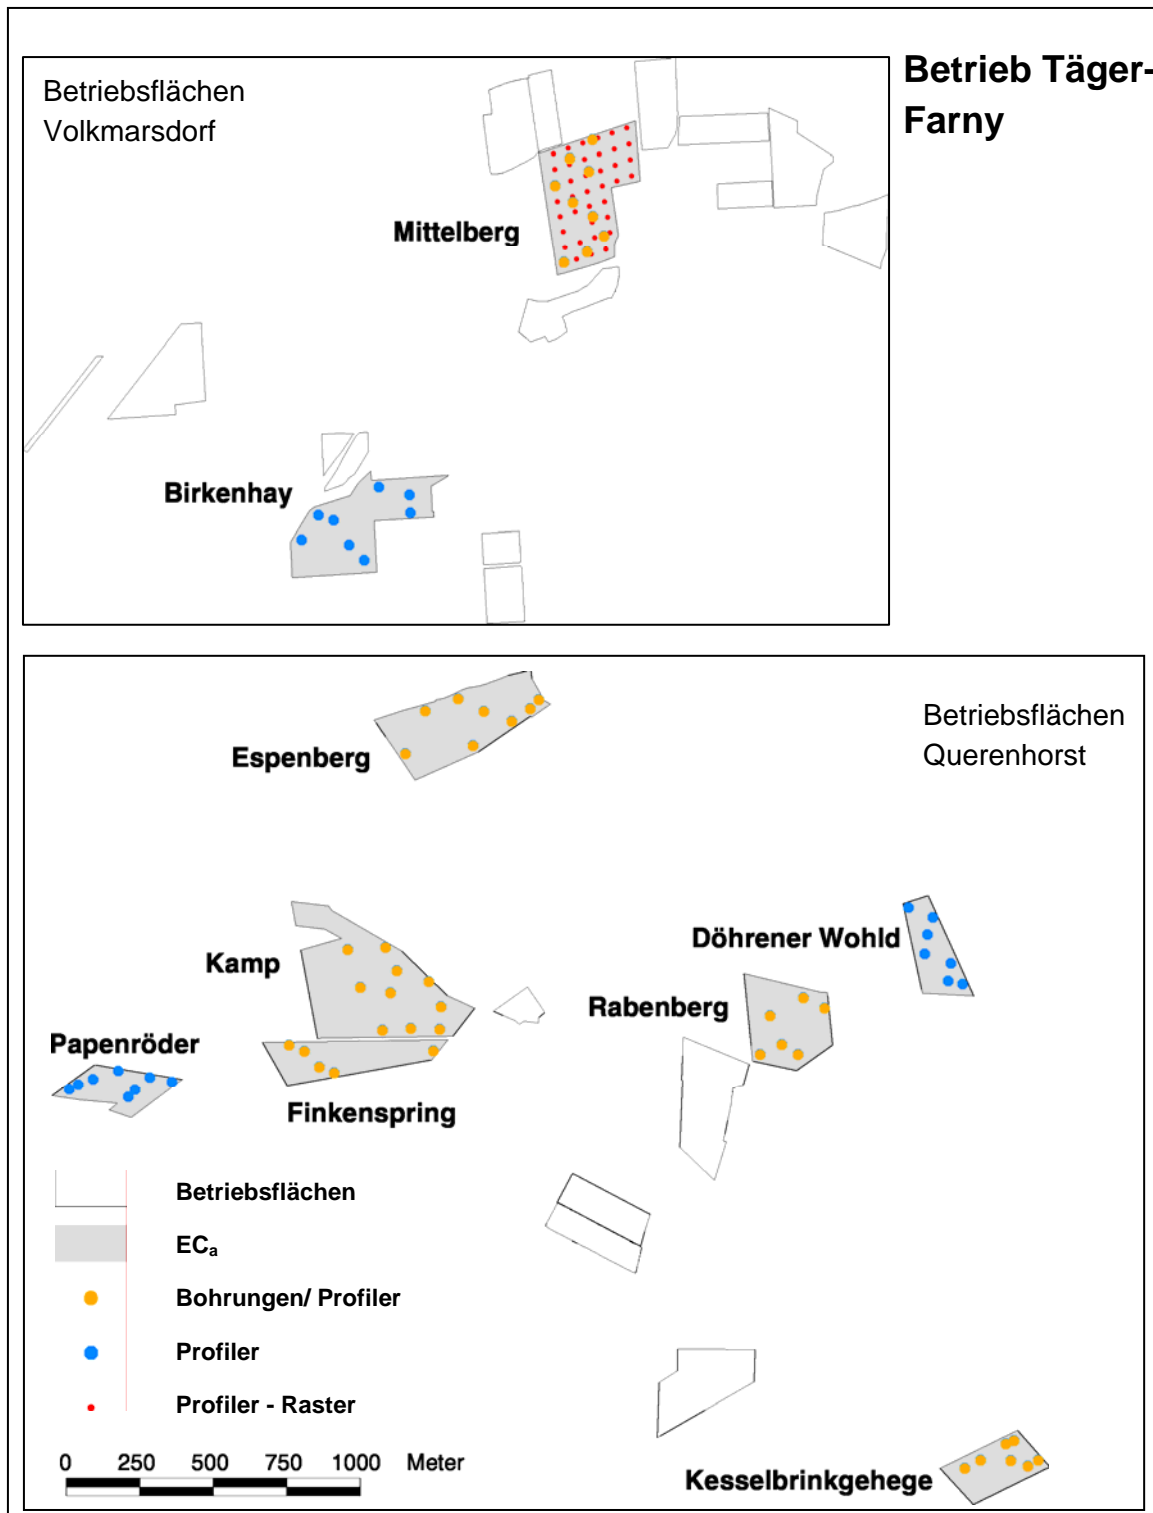 Betriebsflächen
Volkmarsdorf
Betrieb Täger-
Farny
Mittelberg
Birkenhay
Betriebsflächen
Querenhorst
Espenberg
Kamp
Döhrener Wohld
Rabenberg
Papenröder
Finkenspring
Betriebsflächen
ECₐ
Bohrungen/ Profiler
Profiler
Profiler - Raster
0 250 500 750 1000 Meter
Kesselbrinkgehege